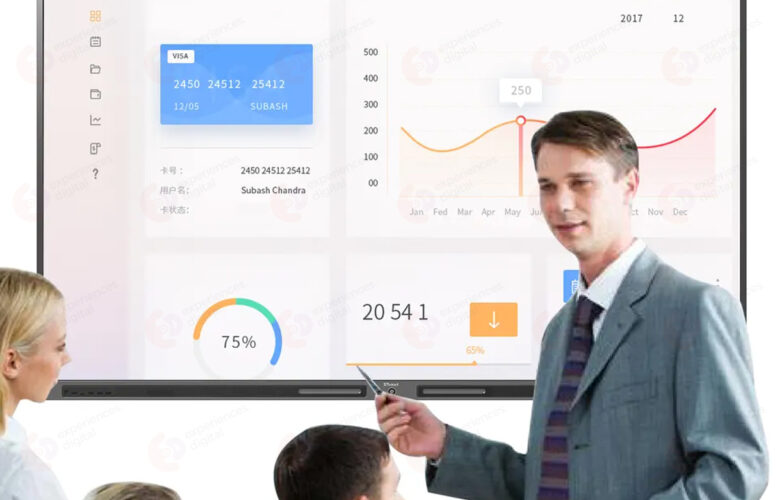 2017 12
VISA
2450 24512 25412
12/05 SUBASH
卡号： 2450 24512 25412
用户名： Subash Chandra
卡状态：
500
400
300
200
100
00
250
Jan Fed Mar Apr May Ju ct Nov Dec
75%
20 54 1
65%
?
experiences
digital